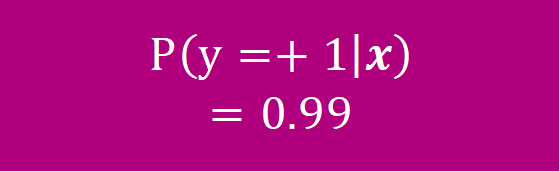 P(y =+ 1|x)
= 0.99